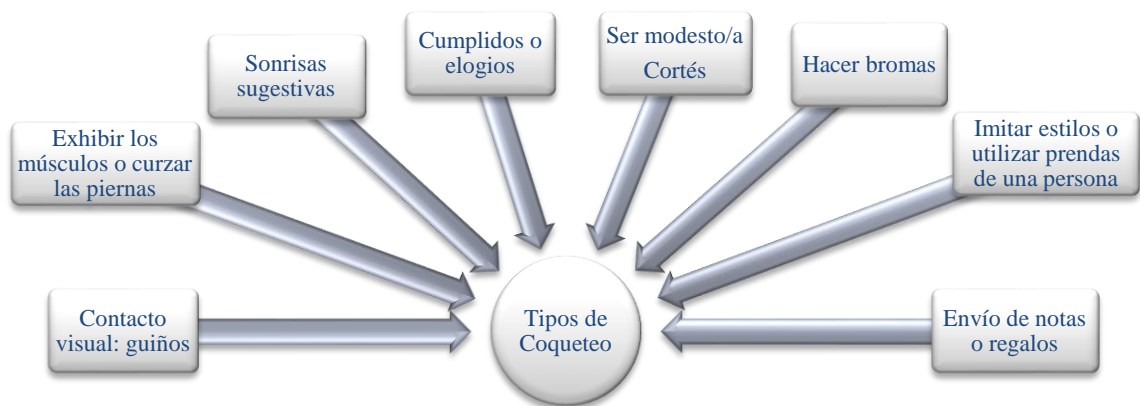 Cumplidos o
elogios
Ser modesto/a
Cortés
Sonrisas
sugestivas
Hacer bromas
Exhibir los
músculos o curzar
las piernas
Imitar estilos o
utilizar prendas
de una persona
Contacto
visual: guiños
Tipos de
Coqueteo
Envío de notas
o regalos